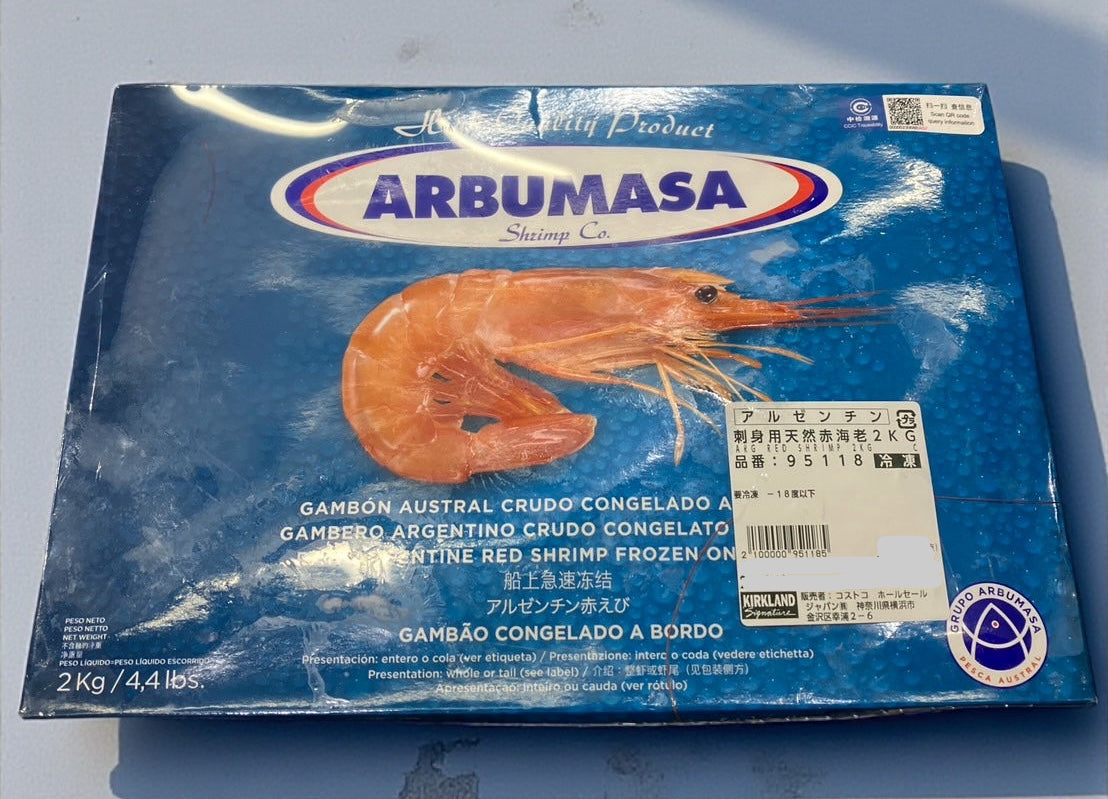 High Quality Product
ARBUMASA
Shrimp Co.
中检溯源
CCIC Traceability
扫一扫 查信息
Scan QR code
query information
アルゼンチン
刺身用天然赤海老2KG
ARG RED SHRIMP 2KG C
品番:95118 冷凍
要冷凍 -18度以下
2 100000 951185
KIRKLAND
Signature
販売者:コストコ ホールセール
ジャパン㈱ 神奈川県横浜市
金沢区幸浦2-6
GAMBÓN AUSTRAL CRUDO CONGELADO A
GAMBERO ARGENTINO CRUDO CONGELATO
RED SHRIMP FROZEN ON
船上急速冻结
アルゼンチン赤えび
GAMBÃO CONGELADO A BORDO
Presentación: entero o cola (ver etiqueta) / Presentazione: intero o coda (vedere etichetta)
Presentation: whole or tail (see label) / 介绍: 整虾或虾尾 (见包装侧方)
Apresentação: inteiro ou cauda (ver rótulo)
PESO NETO
PESO NETTO
NET WEIGHT
净重量
PESO LÍQUIDO=PESO LÍQUIDO ESCORRIDO
2Kg / 4,4 lbs.
GRUPO ARBUMASA
PESCA AUSTRAL